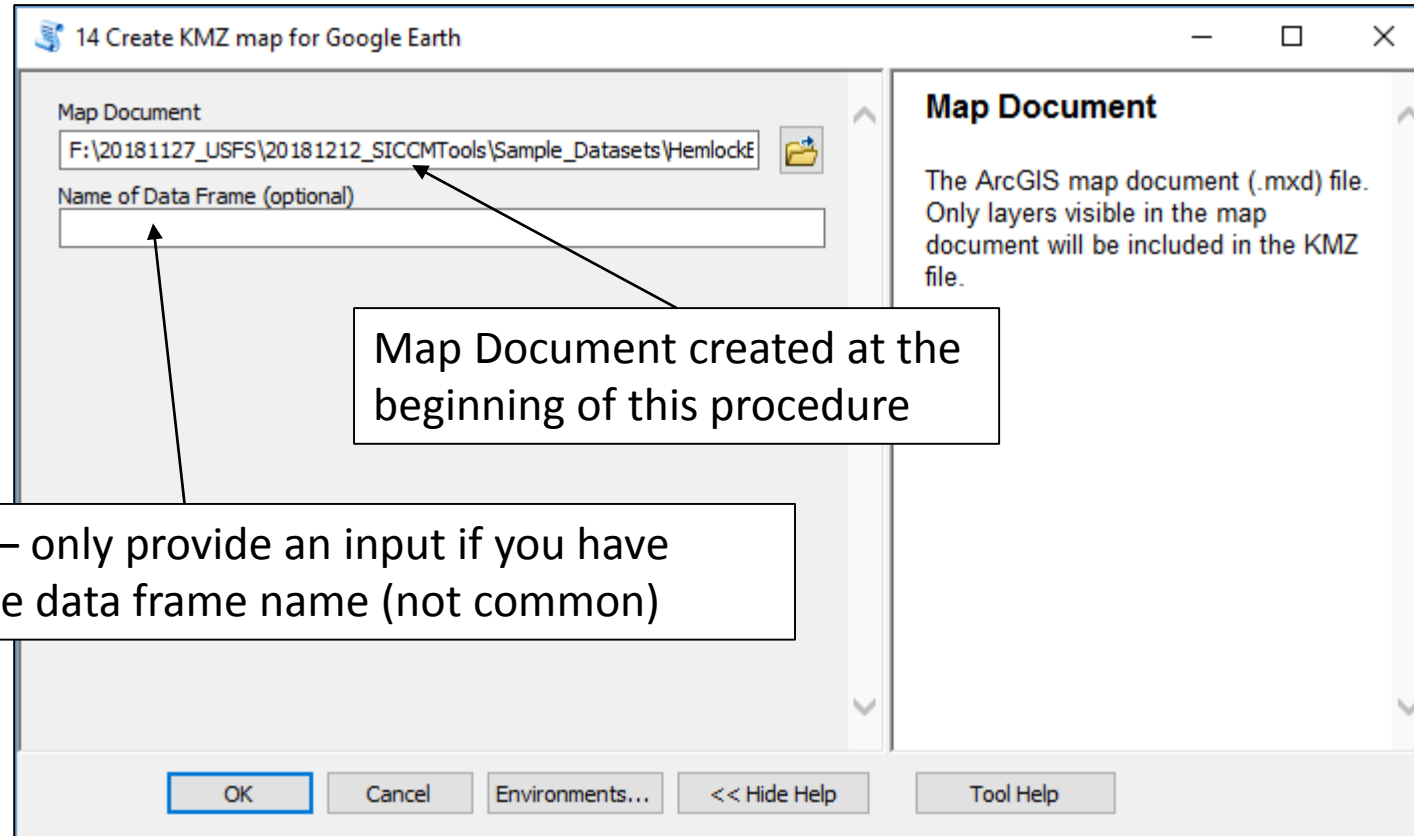 14 Create KMZ map for Google Earth
Map Document
F:\20181127_USFS\20181212_SICCMTools\Sample_Datasets\HemlockE
Name of Data Frame (optional)
Map Document
The ArcGIS map document (.mxd) file.
Only layers visible in the map
document will be included in the KMZ
file.
Map Document created at the
beginning of this procedure
– only provide an input if you have
e data frame name (not common)
OK
Cancel
Environments...
<< Hide Help
Tool Help